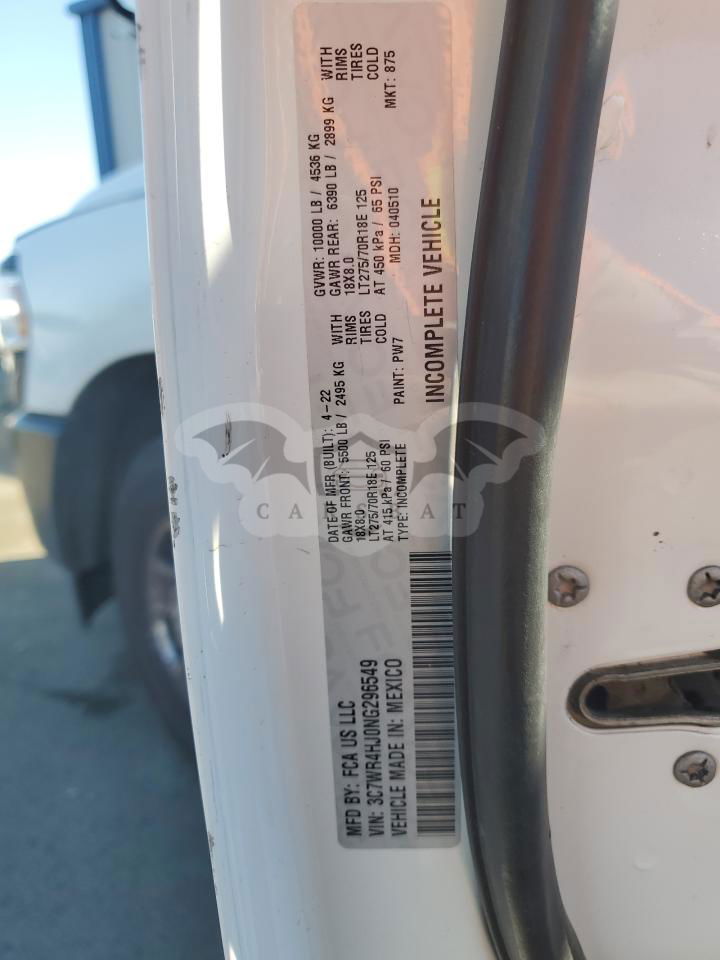 MFD BY: FCA US LLC
DATE OF MFR (BUILT): 4-22
GVWR: 10000 LB / 4536 KG
GAWR FRONT: 5500 LB / 2495 KG WITH
GAWR REAR: 6390 LB / 2899 KG WITH
18X8.0 RIMS
18X8.0 RIMS
LT275/70R18E 125 TIRES
LT275/70R18E 125 TIRES
AT 415 kPa / 60 PSI COLD
AT 450 kPa / 65 PSI COLD
VIN: 3C7WR4HJ0NG296549
TYPE: INCOMPLETE
PAINT: PW7
MDH: 040510
MKT: 875
VEHICLE MADE IN: MEXICO
INCOMPLETE VEHICLE